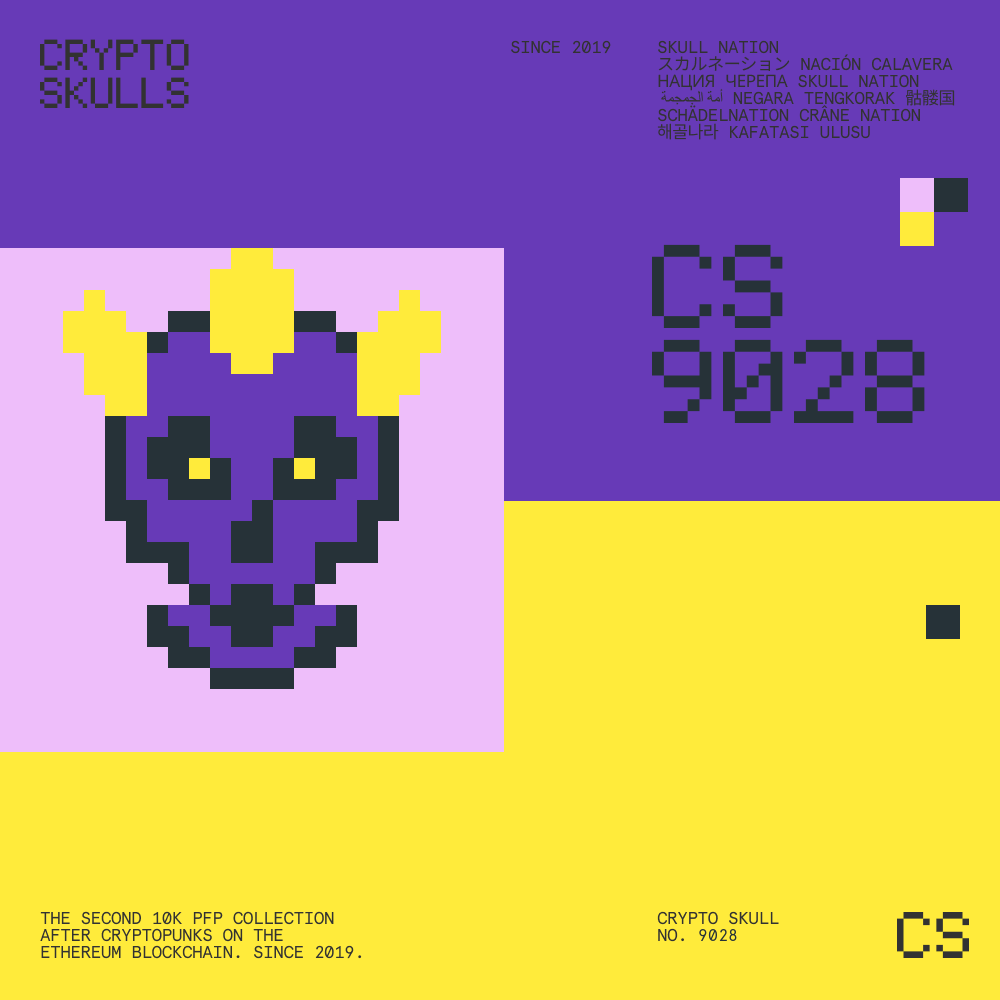 CRYPTO
SKULLS
SINCE 2019
SKULL NATION
スカルネーション NACIÓN CALAVERA
НАЦИЯ ЧЕРЕПА SKULL NATION
أمة الجمجمة NEGARA TENGKORAK 骷髅国
SCHÄDELNATION CRÂNE NATION
해골나라 KAFATASI ULUSU
CS
9028
THE SECOND 10K PFP COLLECTION
AFTER CRYPTOPUNKS ON THE
ETHEREUM BLOCKCHAIN. SINCE 2019.
CRYPTO SKULL
NO. 9028
CS